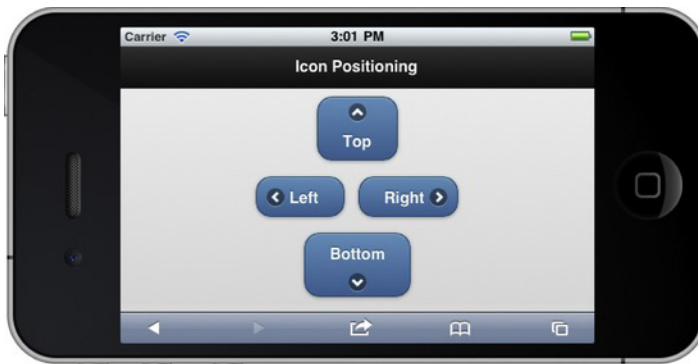 Carrier 3:01 PM
Icon Positioning
Top
Left Right
Bottom